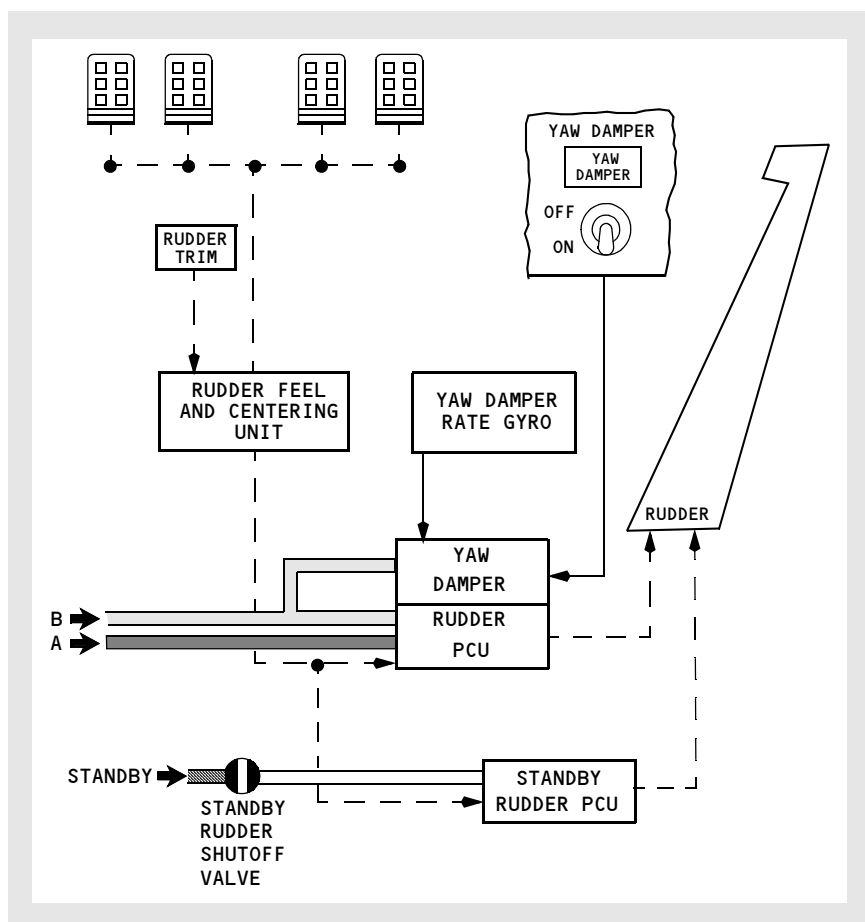 YAW DAMPER
YAW
DAMPER
OFF
ON
RUDDER
TRIM
RUDDER FEEL
AND CENTERING
UNIT
YAW DAMPER
RATE GYRO
RUDDER
YAW
DAMPER
B
RUDDER
A
PCU
STANDBY
STANDBY
RUDDER PCU
STANDBY
RUDDER
SHUTOFF
VALVE